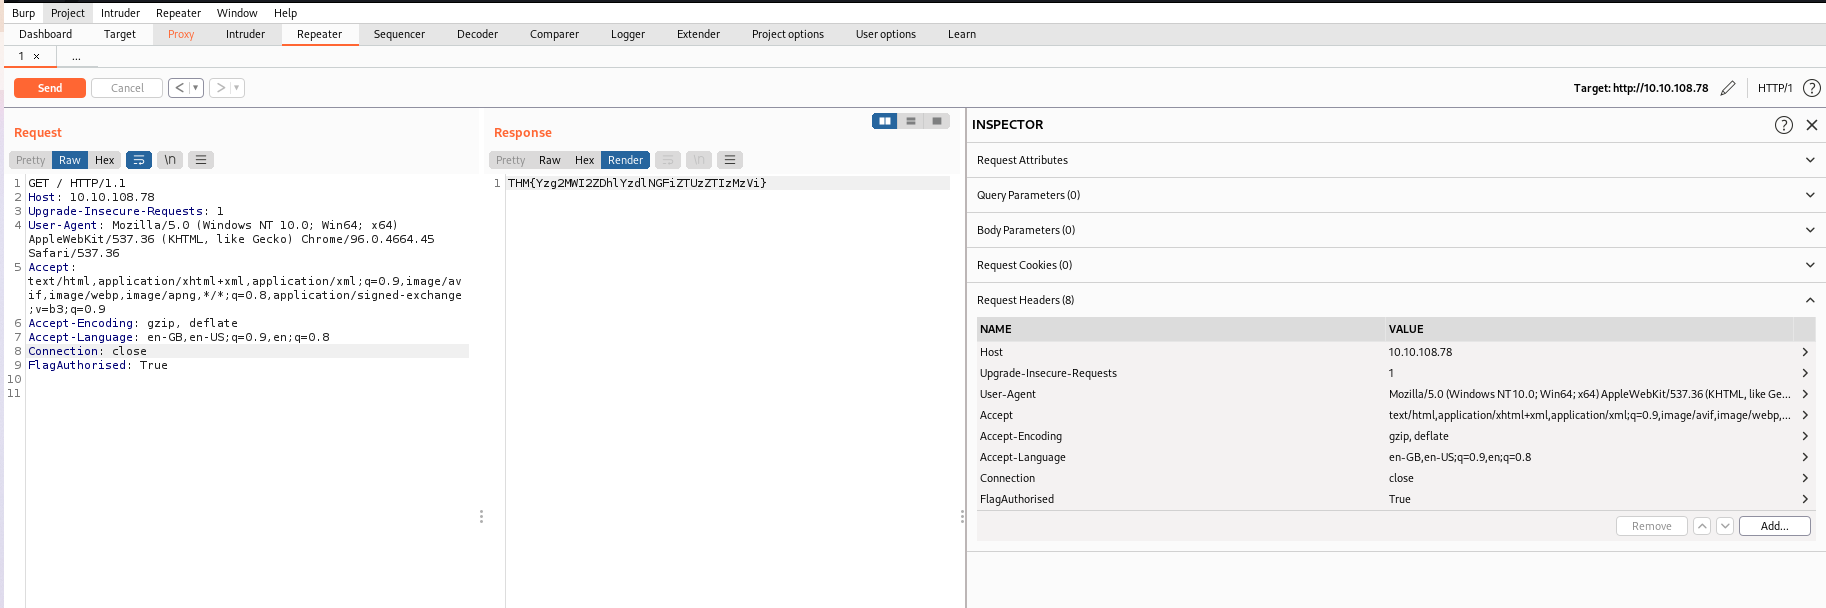 Burp Project Intruder Repeater Window Help
Dashboard Target Proxy Intruder Repeater Sequencer Decoder Comparer Logger Extender Project options User options Learn
1 × ...
Send Cancel < ▾ > ▾ Target: http://10.10.108.78 HTTP/1 ?
Request
Pretty Raw Hex \n
1 GET / HTTP/1.1
2 Host: 10.10.108.78
3 Upgrade-Insecure-Requests: 1
4 User-Agent: Mozilla/5.0 (Windows NT 10.0; Win64; x64)
AppleWebKit/537.36 (KHTML, like Gecko) Chrome/96.0.4664.45
Safari/537.36
5 Accept:
text/html,application/xhtml+xml,application/xml;q=0.9,image/av
if,image/webp,image/apng,*/*;q=0.8,application/signed-exchange
;v=b3;q=0.9
6 Accept-Encoding: gzip, deflate
7 Accept-Language: en-GB,en-US;q=0.9,en;q=0.8
8 Connection: close
9 FlagAuthorised: True
10
11
Response
Pretty Raw Hex Render \n
1 THM{Yzg2MWI2ZDhlYzdlNGFiZTUzZTIzMzVi}
INSPECTOR ? ×
Request Attributes
Query Parameters (0)
Body Parameters (0)
Request Cookies (0)
Request Headers (8)
NAME VALUE
Host 10.10.108.78
Upgrade-Insecure-Requests 1
User-Agent Mozilla/5.0 (Windows NT 10.0; Win64; x64) AppleWebKit/537.36 (KHTML, like Ge...
Accept text/html,application/xhtml+xml,application/xml;q=0.9,image/avif,image/webp,...
Accept-Encoding gzip, deflate
Accept-Language en-GB,en-US;q=0.9,en;q=0.8
Connection close
FlagAuthorised True
Remove Add...